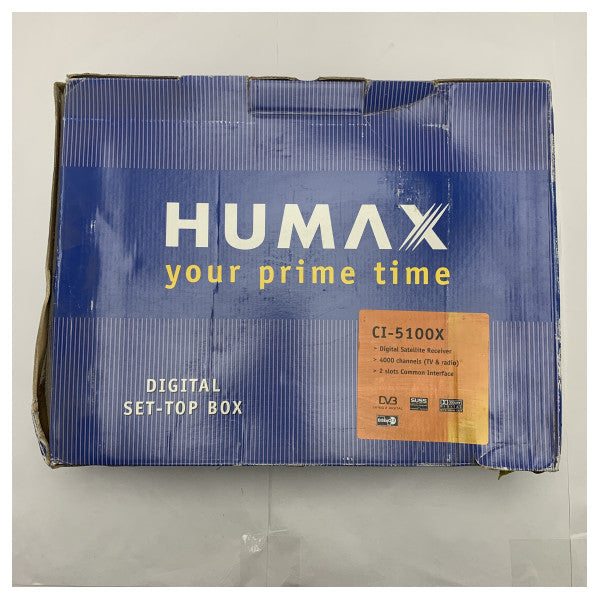 HUMAX
your prime time
CI-5100X
> Digital Satellite Receiver
> 4000 channels (TV & radio)
> 2 slots Common Interface
DIGITAL
SET-TOP BOX
DVB